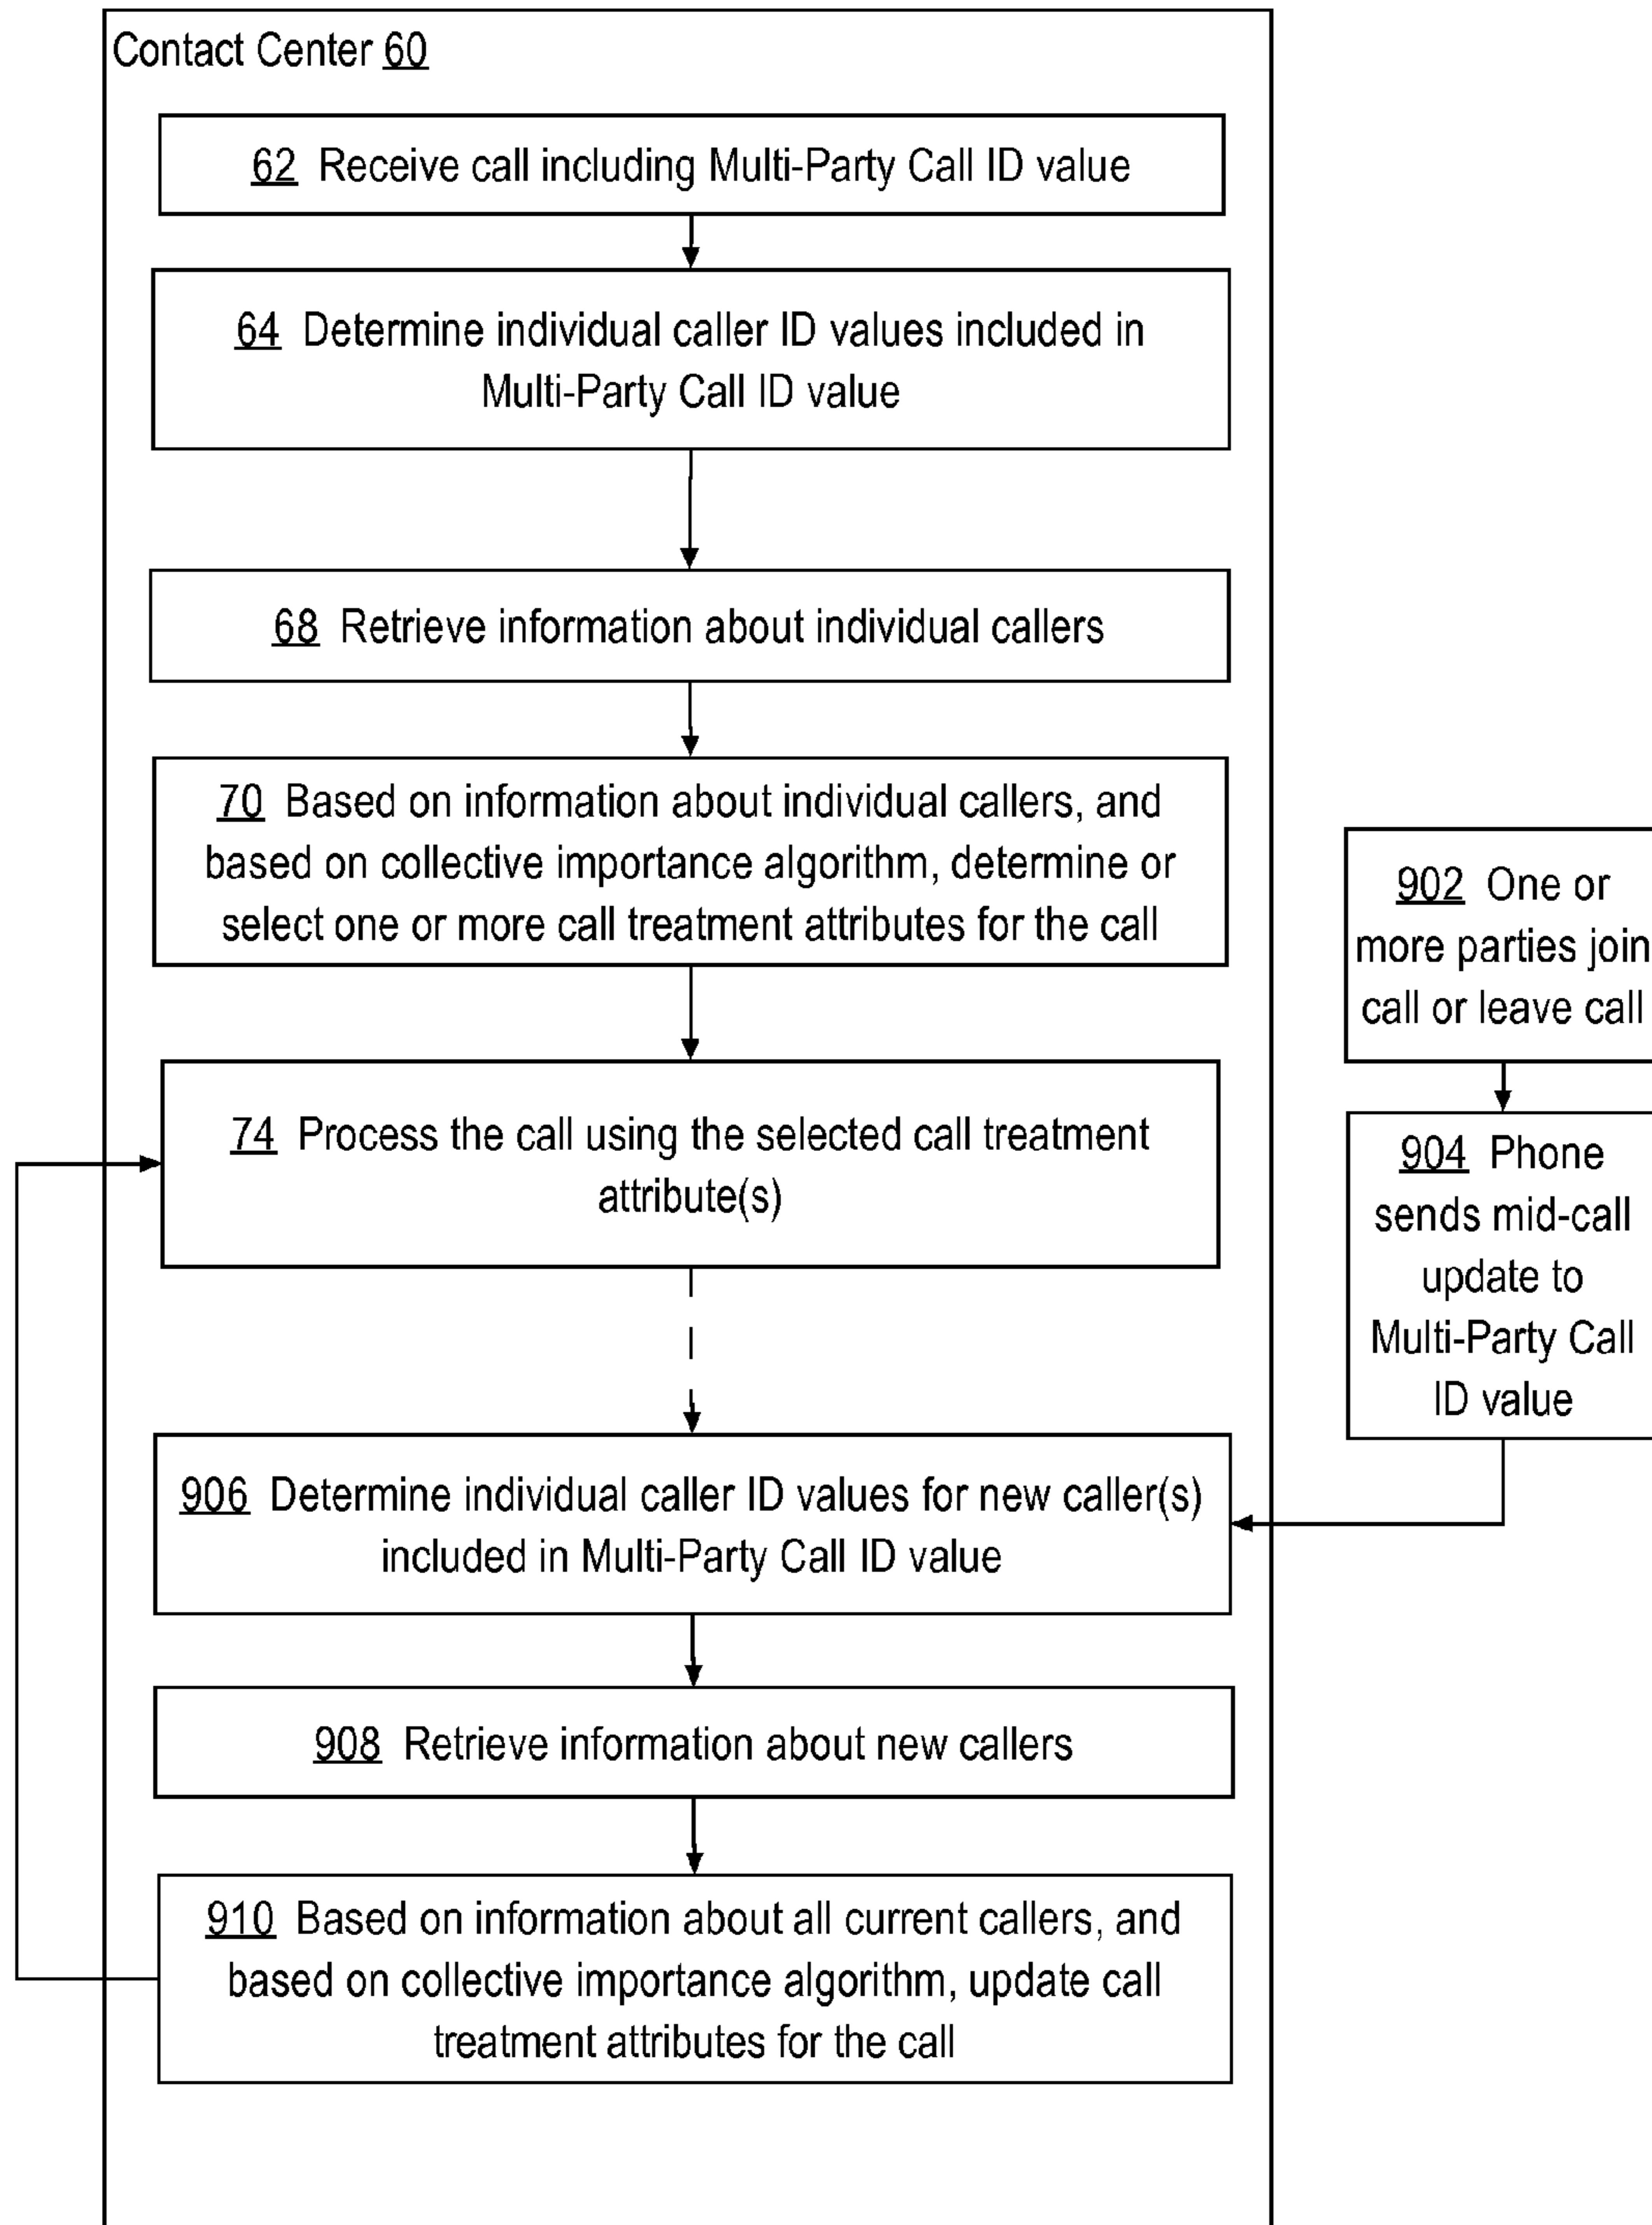 Contact Center 60
62 Receive call including Multi-Party Call ID value
64 Determine individual caller ID values included in
Multi-Party Call ID value
68 Retrieve information about individual callers
70 Based on information about individual callers, and
based on collective importance algorithm, determine or
select one or more call treatment attributes for the call
902 One or
more parties join
call or leave call
74 Process the call using the selected call treatment
attribute(s)
904 Phone
sends mid-call
update to
Multi-Party Call
ID value
906 Determine individual caller ID values for new caller(s)
included in Multi-Party Call ID value
908 Retrieve information about new callers
910 Based on information about all current callers, and
based on collective importance algorithm, update call
treatment attributes for the call